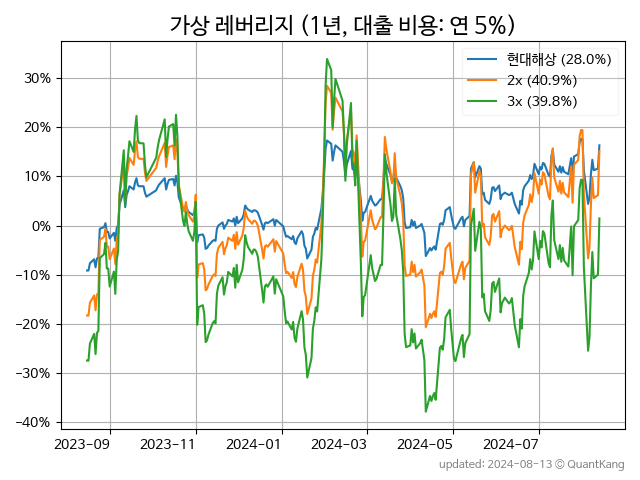 가상 레버리지 (1년, 대출 비용: 연 5%)
현대해상 (28.0%)
2x (40.9%)
3x (39.8%)
30%
20%
10%
0%
−10%
−20%
−30%
−40%
2023-09
2023-11
2024-01
2024-03
2024-05
2024-07
updated: 2024-08-13 © QuantKang